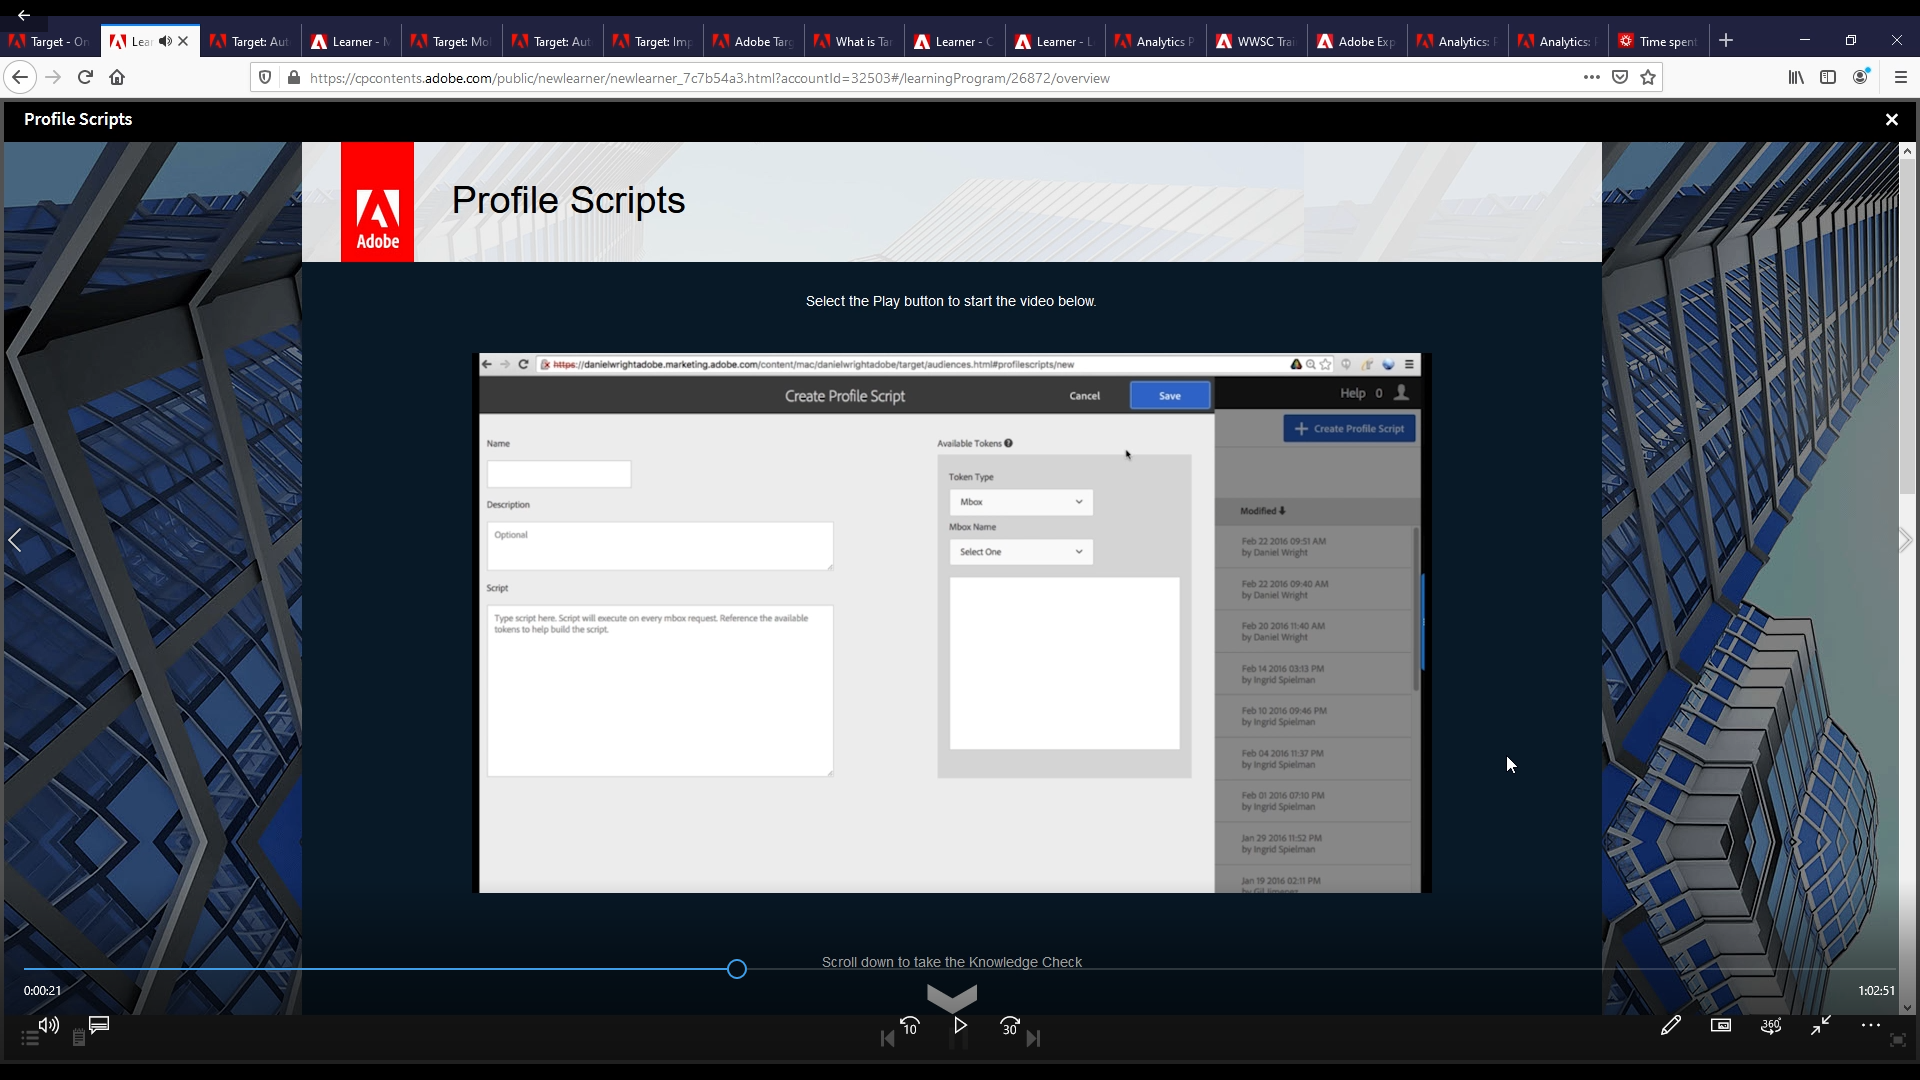 Target - On
Lear
Target: Aut
Learner - M
Target: Mo
Target: Aut
Target: Imp
Adobe Targ
What is Tar
Learner - C
Learner - L
Analytics P
WWSC Trai
Adobe Exp
Analytics: F
Analytics:
Time spent
https://cpcontents.adobe.com/public/newlearner/newlearner_7c7b54a3.html?accountId=32503#/learningProgram/26872/overview
Profile Scripts
Adobe
Profile Scripts
Select the Play button to start the video below.
https://danielwrightadobe.marketing.adobe.com/content/mac/danielwrightadobe/target/audiences.html#profilescripts/new
Create Profile Script
Cancel
Save
Help 0
Create Profile Script
Name
Description
Optional
Script
Type script here. Script will execute on every mbox request. Reference the available
tokens to help build the script.
Available Tokens
Token Type
Mbox
Mbox Name
Select One
Modified
Feb 22 2016 09:51 AM
by Daniel Wright
Feb 22 2016 09:40 AM
by Daniel Wright
Feb 20 2016 11:40 AM
by Daniel Wright
Feb 14 2016 03:13 PM
by Ingrid Spielman
Feb 10 2016 09:46 PM
by Ingrid Spielman
Feb 04 2016 11:37 PM
by Ingrid Spielman
Feb 01 2016 07:10 PM
by Ingrid Spielman
Jan 29 2016 11:52 PM
by Ingrid Spielman
Jan 19 2016 02:11 PM
by Gil Jimenez
Scroll down to take the Knowledge Check
0:00:21
1:02:51
10
30
360